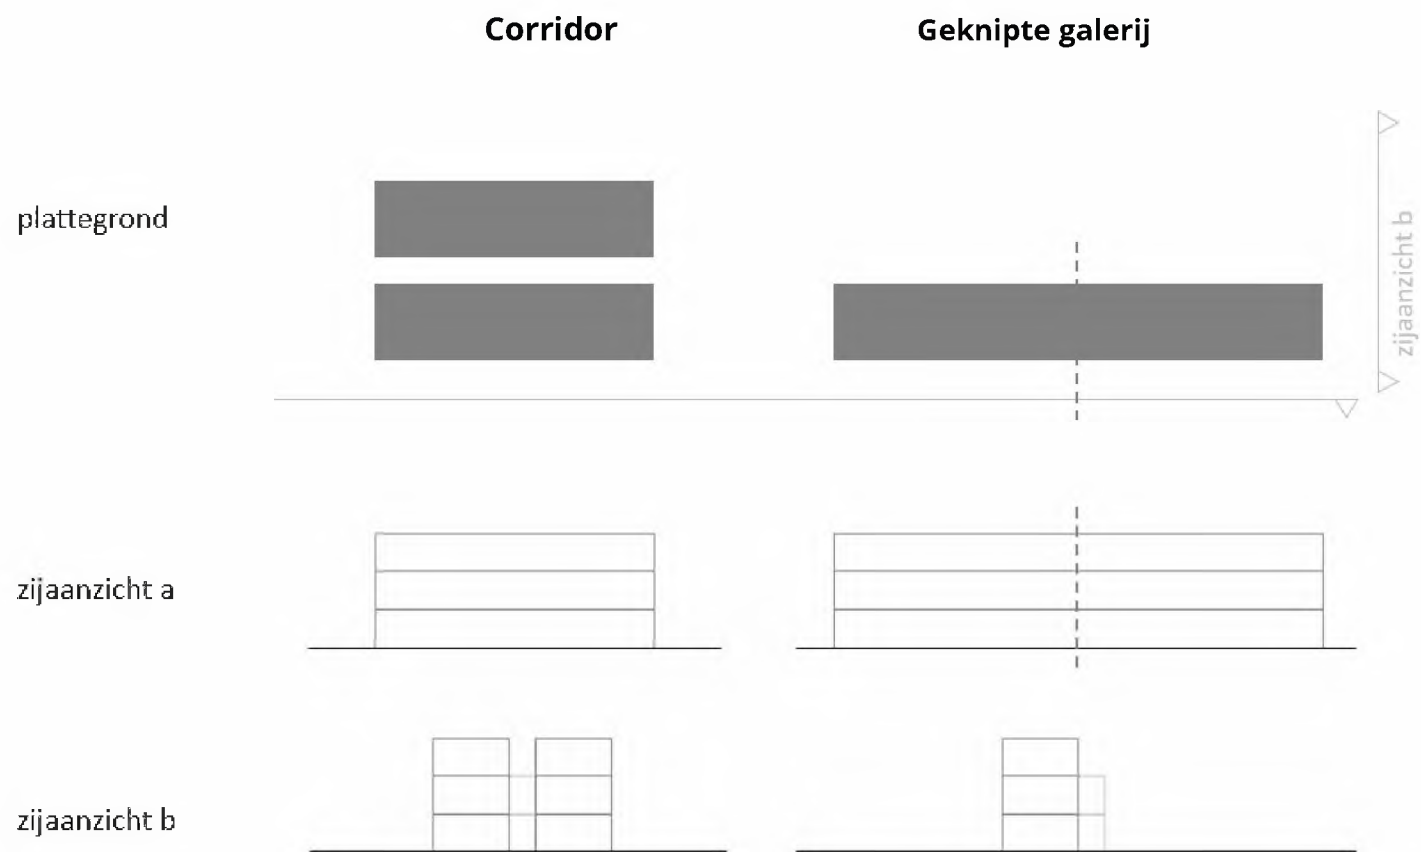 Corridor
Geknipte galerij
plattegrond
zijaanzicht b
zijaanzicht a
zijaanzicht b